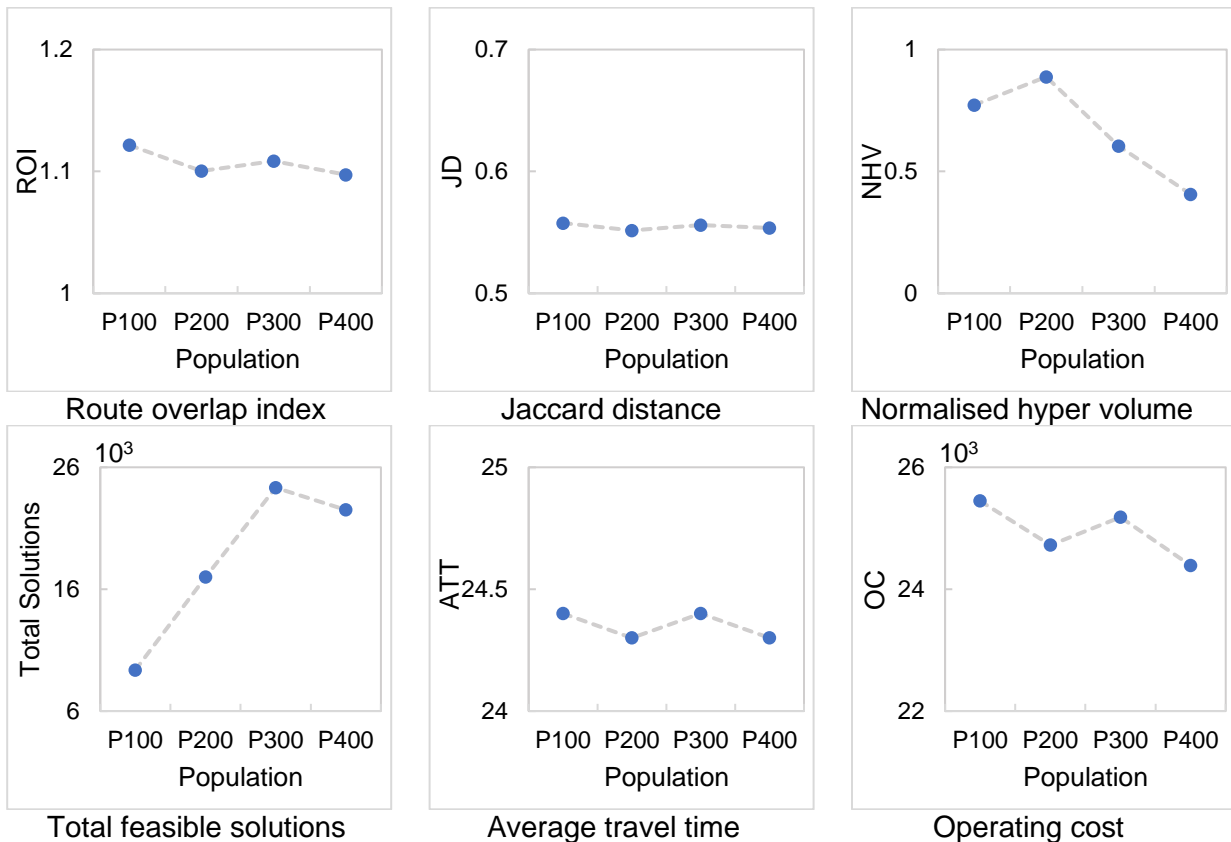 1.2
1.1
1
ROI
P100 P200 P300 P400
Population
Route overlap index
0.7
0.6
0.5
JD
P100 P200 P300 P400
Population
Jaccard distance
1
0.5
0
NHV
P100 P200 P300 P400
Population
Normalised hyper volume
10³
26
16
6
Total Solutions
P100 P200 P300 P400
Population
Total feasible solutions
25
24.5
24
ATT
P100 P200 P300 P400
Population
Average travel time
10³
26
24
22
OC
P100 P200 P300 P400
Population
Operating cost